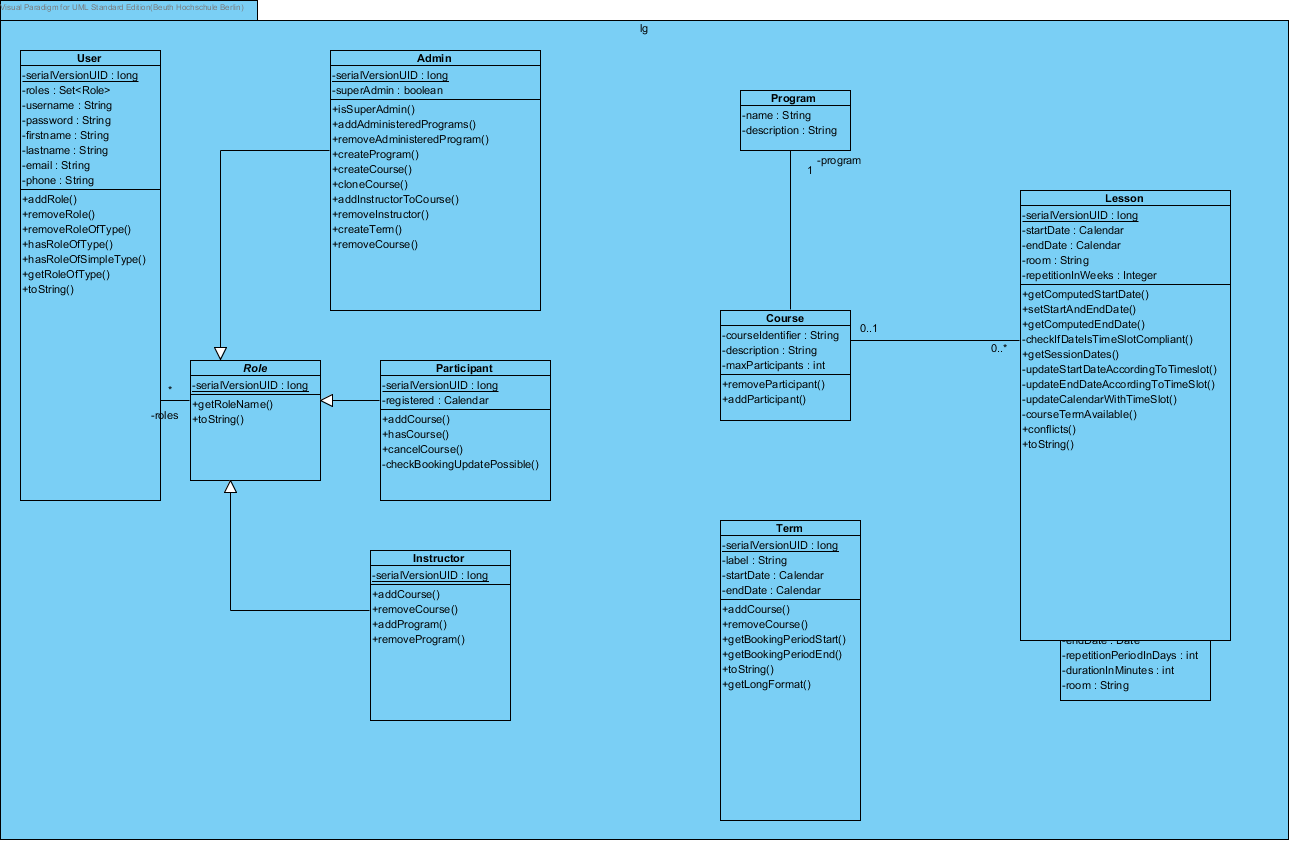 Visual Paradigm for UML Standard Edition(Beuth Hochschule Berlin)
lg
User
-serialVersionUID : long
-roles : Set<Role>
-username : String
-password : String
-firstname : String
-lastname : String
-email : String
-phone : String
+addRole()
+removeRole()
+removeRoleOfType()
+hasRoleOfType()
+hasRoleOfSimpleType()
+getRoleOfType()
+toString()
Admin
-serialVersionUID : long
-superAdmin : boolean
+isSuperAdmin()
+addAdministeredPrograms()
+removeAdministeredProgram()
+createProgram()
+createCourse()
+cloneCourse()
+addInstructorToCourse()
+removeInstructor()
+createTerm()
+removeCourse()
Program
-name : String
-description : String
-program
1
Lesson
-serialVersionUID : long
-startDate : Calendar
-endDate : Calendar
-room : String
-repetitionInWeeks : Integer
+getComputedStartDate()
+setStartAndEndDate()
+getComputedEndDate()
-checkIfDateIsTimeSlotCompliant()
+getSessionDates()
-updateStartDateAccordingToTimeslot()
-updateEndDateAccordingToTimeSlot()
-updateCalendarWithTimeSlot()
-courseTermAvailable()
+conflicts()
+toString()
Course
-courseIdentifier : String
-description : String
-maxParticipants : int
+removeParticipant()
+addParticipant()
0..1
0..*
*
-roles
Role
-serialVersionUID : long
+getRoleName()
+toString()
Participant
-serialVersionUID : long
-registered : Calendar
+addCourse()
+hasCourse()
+cancelCourse()
-checkBookingUpdatePossible()
Instructor
-serialVersionUID : long
+addCourse()
+removeCourse()
+addProgram()
+removeProgram()
Term
-serialVersionUID : long
-label : String
-startDate : Calendar
-endDate : Calendar
+addCourse()
+removeCourse()
+getBookingPeriodStart()
+getBookingPeriodEnd()
+toString()
+getLongFormat()
-endDate : Date
-repetitionPeriodInDays : int
-durationInMinutes : int
-room : String